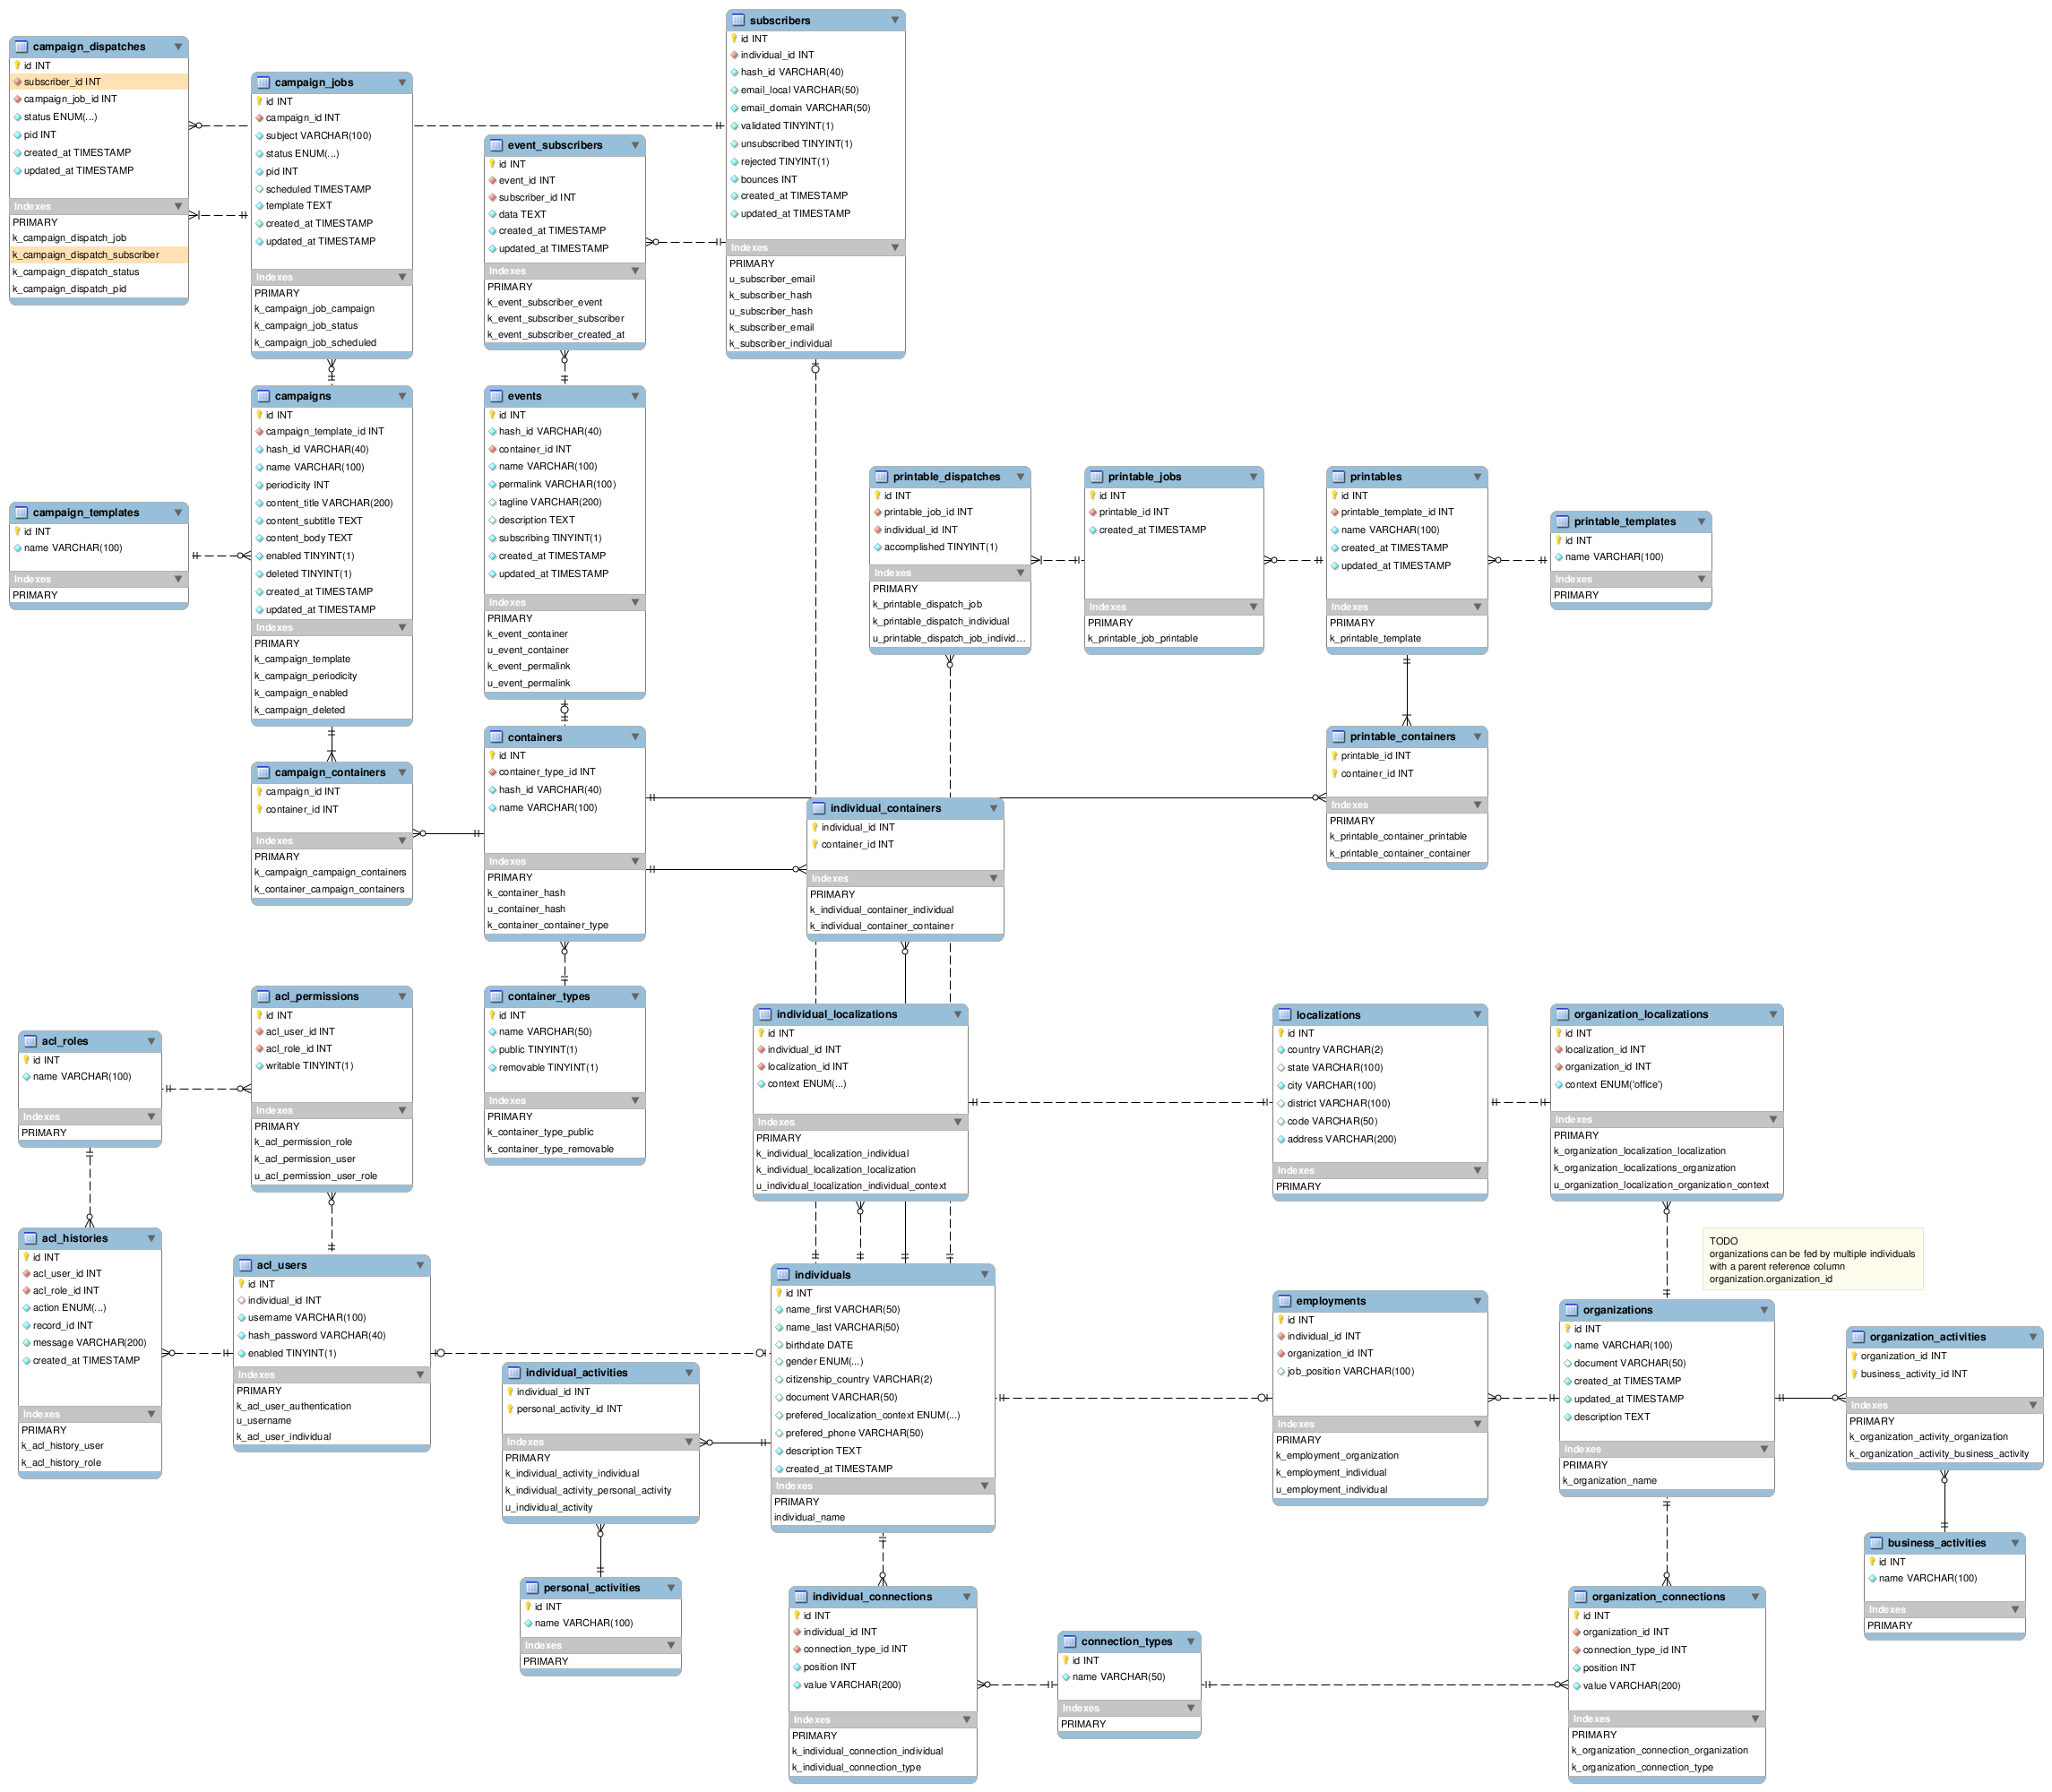 campaign_dispatches
id INT
subscriber_id INT
campaign_job_id INT
status ENUM(...)
pid INT
created_at TIMESTAMP
updated_at TIMESTAMP
Indexes
PRIMARY
k_campaign_dispatch_job
k_campaign_dispatch_subscriber
k_campaign_dispatch_status
k_campaign_dispatch_pid
campaign_jobs
id INT
campaign_id INT
subject VARCHAR(100)
status ENUM(...)
pid INT
scheduled TIMESTAMP
template TEXT
created_at TIMESTAMP
updated_at TIMESTAMP
Indexes
PRIMARY
k_campaign_job_campaign
k_campaign_job_status
k_campaign_job_scheduled
event_subscribers
id INT
event_id INT
subscriber_id INT
data TEXT
created_at TIMESTAMP
updated_at TIMESTAMP
Indexes
PRIMARY
k_event_subscriber_event
k_event_subscriber_subscriber
k_event_subscriber_created_at
subscribers
id INT
individual_id INT
hash_id VARCHAR(40)
email_local VARCHAR(50)
email_domain VARCHAR(50)
validated TINYINT(1)
unsubscribed TINYINT(1)
rejected TINYINT(1)
bounces INT
created_at TIMESTAMP
updated_at TIMESTAMP
Indexes
PRIMARY
u_subscriber_email
k_subscriber_hash
u_subscriber_hash
k_subscriber_email
k_subscriber_individual
campaign_templates
id INT
name VARCHAR(100)
Indexes
PRIMARY
campaigns
id INT
campaign_template_id INT
hash_id VARCHAR(40)
name VARCHAR(100)
periodicity INT
content_title VARCHAR(200)
content_subtitle TEXT
content_body TEXT
enabled TINYINT(1)
deleted TINYINT(1)
created_at TIMESTAMP
updated_at TIMESTAMP
Indexes
PRIMARY
k_campaign_template
k_campaign_periodicity
k_campaign_enabled
k_campaign_deleted
events
id INT
hash_id VARCHAR(40)
container_id INT
name VARCHAR(100)
permalink VARCHAR(100)
tagline VARCHAR(200)
description TEXT
subscribing TINYINT(1)
created_at TIMESTAMP
updated_at TIMESTAMP
Indexes
PRIMARY
k_event_container
u_event_container
k_event_permalink
u_event_permalink
printable_dispatches
id INT
printable_job_id INT
individual_id INT
accomplished TINYINT(1)
Indexes
PRIMARY
k_printable_dispatch_job
k_printable_dispatch_individual
u_printable_dispatch_job_individ...
printable_jobs
id INT
printable_id INT
created_at TIMESTAMP
Indexes
PRIMARY
k_printable_job_printable
printables
id INT
printable_template_id INT
name VARCHAR(100)
created_at TIMESTAMP
updated_at TIMESTAMP
Indexes
PRIMARY
k_printable_template
printable_templates
id INT
name VARCHAR(100)
Indexes
PRIMARY
campaign_containers
campaign_id INT
container_id INT
Indexes
PRIMARY
k_campaign_campaign_containers
k_container_campaign_containers
containers
id INT
container_type_id INT
hash_id VARCHAR(40)
name VARCHAR(100)
Indexes
PRIMARY
k_container_hash
u_container_hash
k_container_container_type
individual_containers
individual_id INT
container_id INT
Indexes
PRIMARY
k_individual_container_individual
k_individual_container_container
printable_containers
printable_id INT
container_id INT
Indexes
PRIMARY
k_printable_container_printable
k_printable_container_container
acl_roles
id INT
name VARCHAR(100)
Indexes
PRIMARY
acl_permissions
id INT
acl_user_id INT
acl_role_id INT
writable TINYINT(1)
Indexes
PRIMARY
k_acl_permission_role
k_acl_permission_user
u_acl_permission_user_role
container_types
id INT
name VARCHAR(50)
public TINYINT(1)
removable TINYINT(1)
Indexes
PRIMARY
k_container_type_public
k_container_type_removable
individual_localizations
id INT
individual_id INT
localization_id INT
context ENUM(...)
Indexes
PRIMARY
k_individual_localization_individual
k_individual_localization_localization
u_individual_localization_individual_context
localizations
id INT
country VARCHAR(2)
state VARCHAR(100)
city VARCHAR(100)
district VARCHAR(100)
code VARCHAR(50)
address VARCHAR(200)
Indexes
PRIMARY
organization_localizations
id INT
localization_id INT
organization_id INT
context ENUM('office')
Indexes
PRIMARY
k_organization_localization_localization
k_organization_localizations_organization
u_organization_localization_organization_context
TODO
organizations can be fed by multiple individuals
with a parent reference column
organization.organization_id
acl_histories
id INT
acl_user_id INT
acl_role_id INT
action ENUM(...)
record_id INT
message VARCHAR(200)
created_at TIMESTAMP
Indexes
PRIMARY
k_acl_history_user
k_acl_history_role
acl_users
id INT
individual_id INT
username VARCHAR(100)
hash_password VARCHAR(40)
enabled TINYINT(1)
Indexes
PRIMARY
k_acl_user_authentication
u_username
k_acl_user_individual
individual_activities
individual_id INT
personal_activity_id INT
Indexes
PRIMARY
k_individual_activity_individual
k_individual_activity_personal_activity
u_individual_activity
individuals
id INT
name_first VARCHAR(50)
name_last VARCHAR(50)
birthdate DATE
gender ENUM(...)
citizenship_country VARCHAR(2)
document VARCHAR(50)
prefered_localization_context ENUM(...)
prefered_phone VARCHAR(50)
description TEXT
created_at TIMESTAMP
Indexes
PRIMARY
individual_name
employments
id INT
individual_id INT
organization_id INT
job_position VARCHAR(100)
Indexes
PRIMARY
k_employment_organization
k_employment_individual
u_employment_individual
organizations
id INT
name VARCHAR(100)
document VARCHAR(50)
created_at TIMESTAMP
updated_at TIMESTAMP
description TEXT
Indexes
PRIMARY
k_organization_name
organization_activities
organization_id INT
business_activity_id INT
Indexes
PRIMARY
k_organization_activity_organization
k_organization_activity_business_activity
personal_activities
id INT
name VARCHAR(100)
Indexes
PRIMARY
individual_connections
id INT
individual_id INT
connection_type_id INT
position INT
value VARCHAR(200)
Indexes
PRIMARY
k_individual_connection_individual
k_individual_connection_type
connection_types
id INT
name VARCHAR(50)
Indexes
PRIMARY
organization_connections
id INT
organization_id INT
connection_type_id INT
position INT
value VARCHAR(200)
Indexes
PRIMARY
k_organization_connection_organization
k_organization_connection_type
business_activities
id INT
name VARCHAR(100)
Indexes
PRIMARY